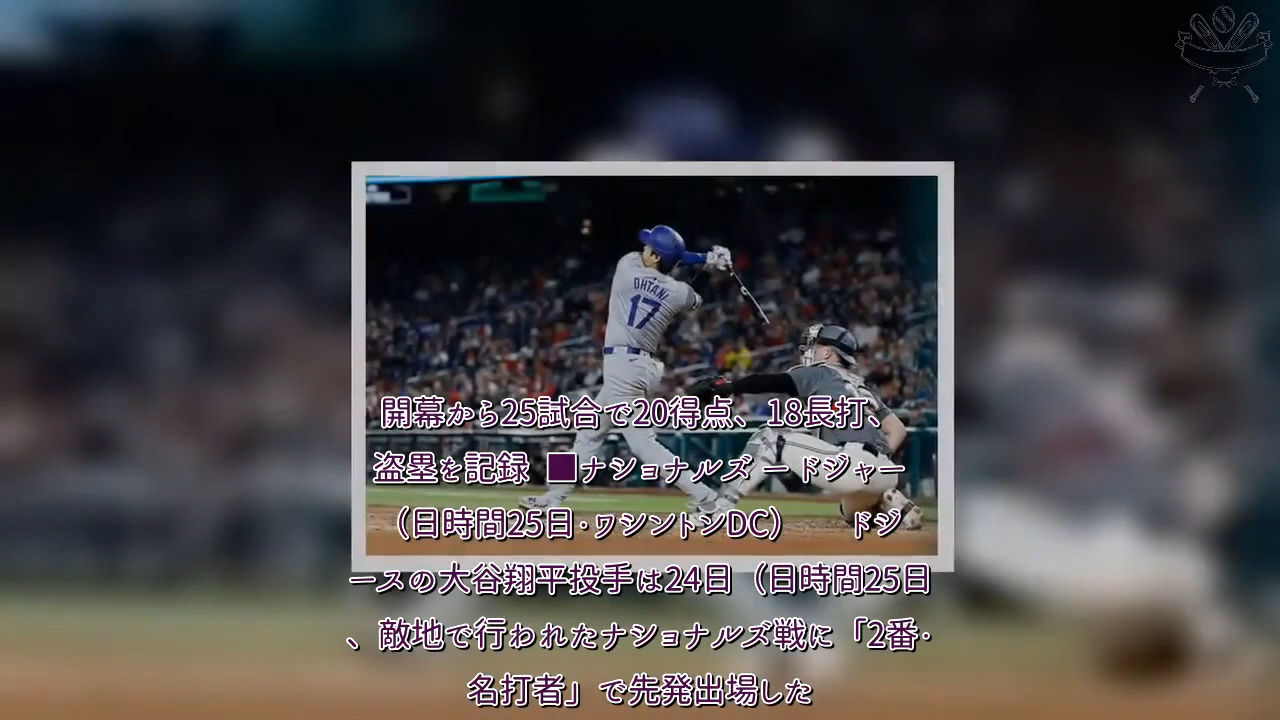 OHTANI
17
開幕から25試合で20得点、18長打、
盗塁を記録 ■ナショナルズ ー ドジャー
（日時間25日·ワシントンDC） ドジ
ースの大谷翔平投手は24日（日時間25日
、敵地で行われたナショナルズ戦に「2番·
名打者」で先発出場した